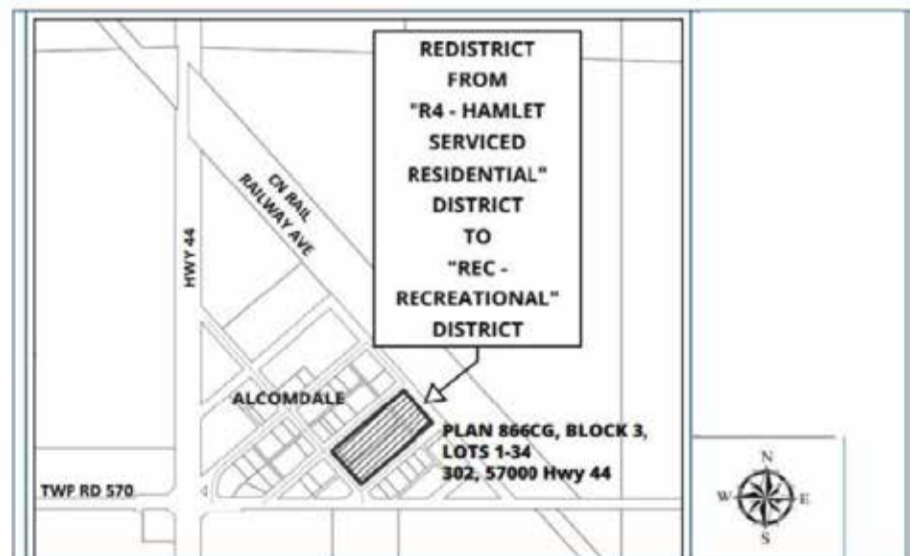 REDISTRICT
FROM
"R4 - HAMLET
SERVICED
RESIDENTIAL"
DISTRICT
TO
"REC -
RECREATIONAL"
DISTRICT
CN RAIL
RAILWAY AVE
HWY 44
ALCOMDALE
PLAN 866CG, BLOCK 3,
LOTS 1-34
302, 57000 Hwy 44
TWP RD 570
N
W
E
S